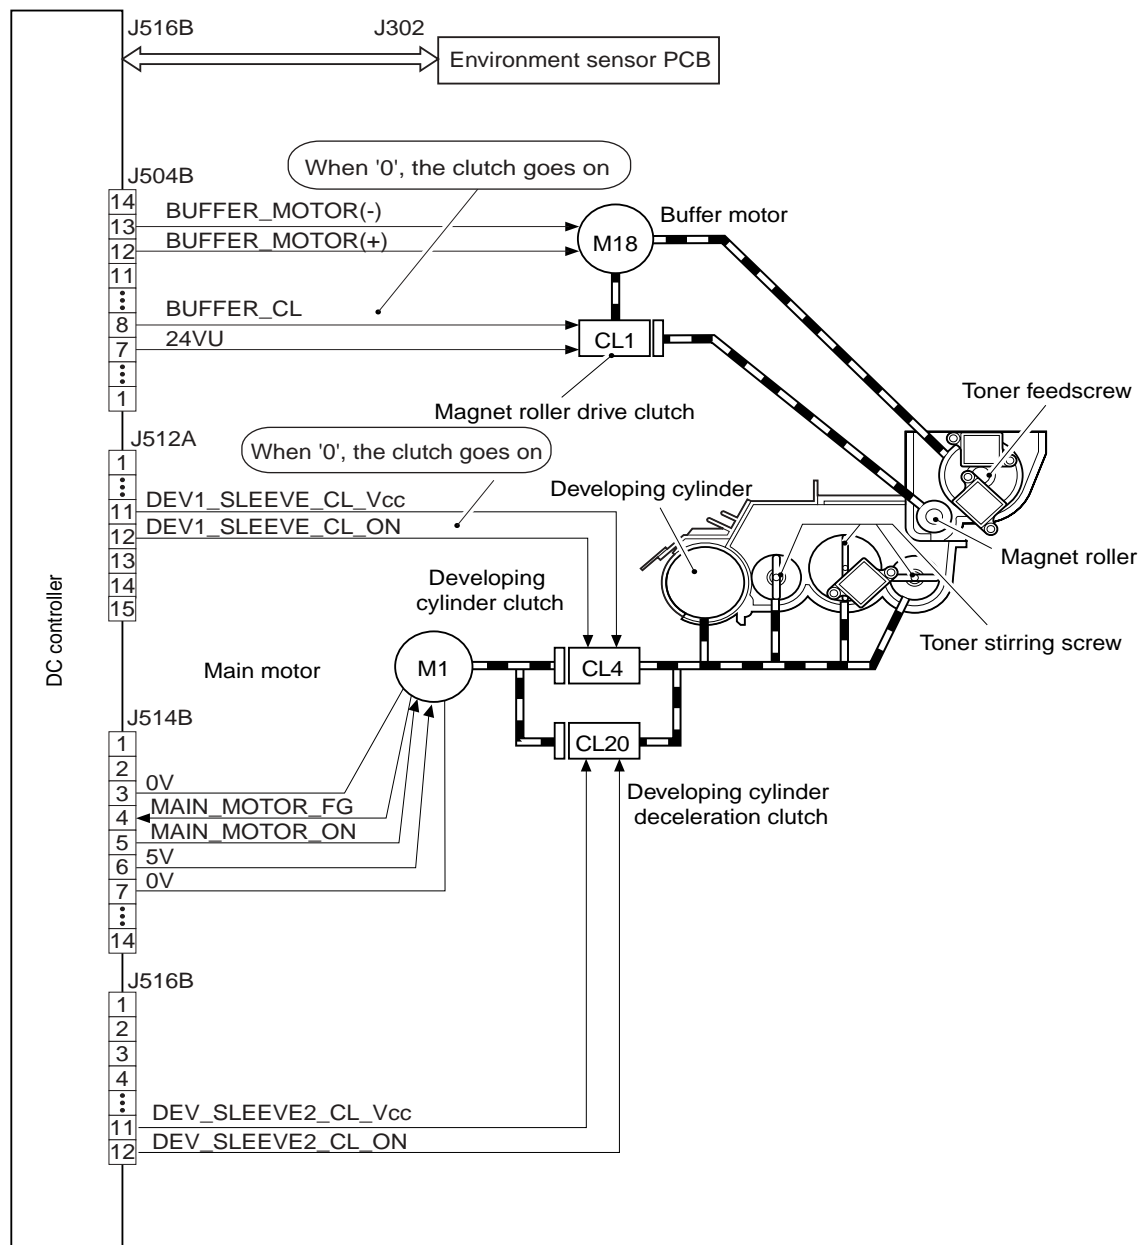 J516B
J302
Environment sensor PCB
DC controller
When '0', the clutch goes on
J504B
14
13
12
11
8
7
1
BUFFER_MOTOR(-)
BUFFER_MOTOR(+)
BUFFER_CL
24VU
M18
Buffer motor
CL1
Magnet roller drive clutch
Toner feedscrew
J512A
1
11
12
13
14
15
When '0', the clutch goes on
DEV1_SLEEVE_CL_Vcc
DEV1_SLEEVE_CL_ON
Developing cylinder
Magnet roller
Toner stirring screw
Developing
cylinder clutch
Main motor
M1
CL4
CL20
Developing cylinder
deceleration clutch
J514B
1
2
3
4
5
6
7
14
0V
MAIN_MOTOR_FG
MAIN_MOTOR_ON
5V
0V
J516B
1
2
3
4
11
12
DEV_SLEEVE2_CL_Vcc
DEV_SLEEVE2_CL_ON